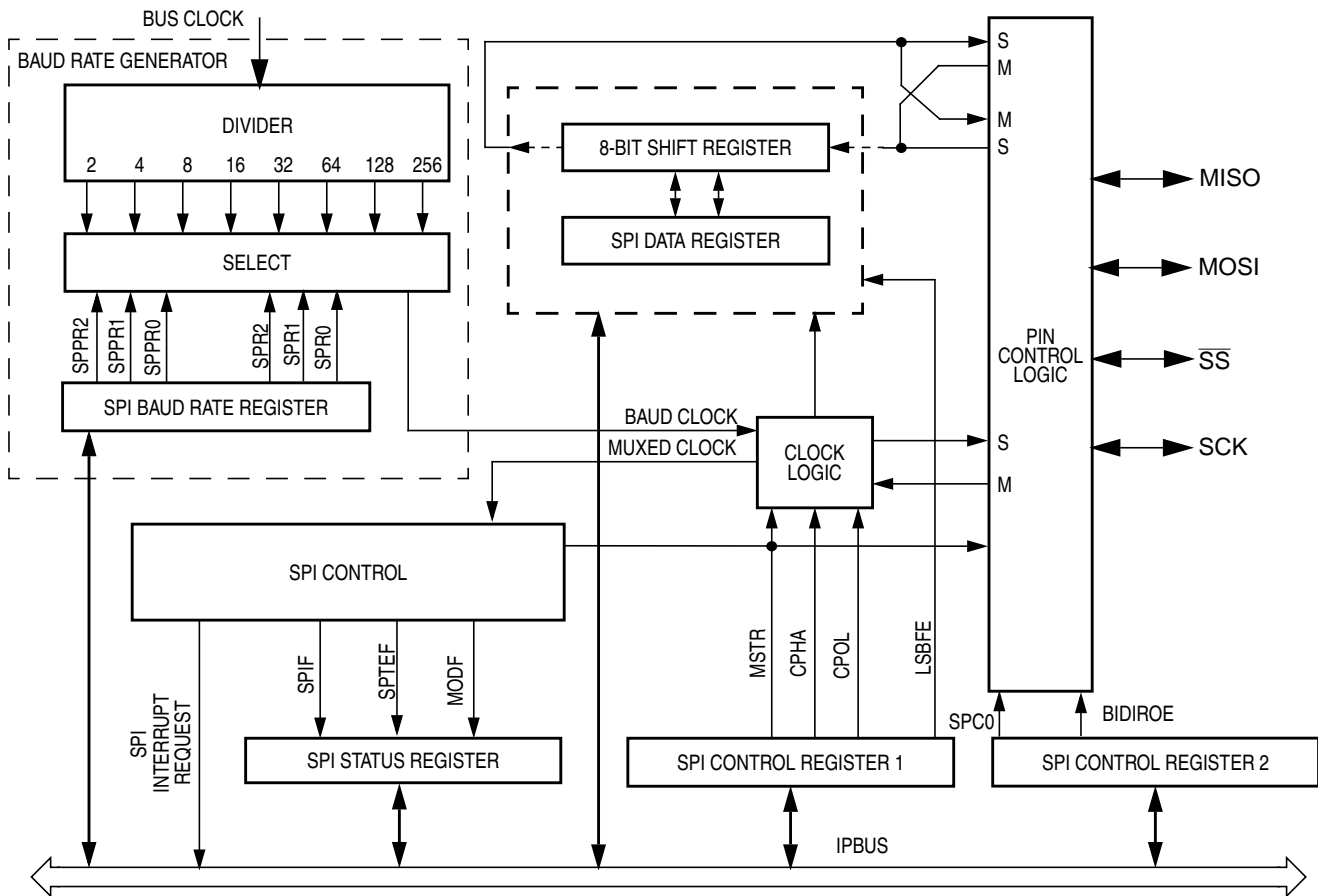 BUS CLOCK
BAUD RATE GENERATOR
DIVIDER
2 4 8 16 32 64 128 256
SELECT
SPPR2 SPPR1 SPPR0 SPR2 SPR1 SPR0
SPI BAUD RATE REGISTER
8-BIT SHIFT REGISTER
SPI DATA REGISTER
S
M
M
S
PIN
CONTROL
LOGIC
MISO
MOSI
S̅S̅
SCK
BAUD CLOCK
MUXED CLOCK
CLOCK
LOGIC
S
M
SPI CONTROL
SPI
INTERRUPT
REQUEST
SPIF SPTEF MODF
SPI STATUS REGISTER
MSTR CPHA CPOL LSBFE
SPI CONTROL REGISTER 1
SPC0 BIDIROE
SPI CONTROL REGISTER 2
IPBUS